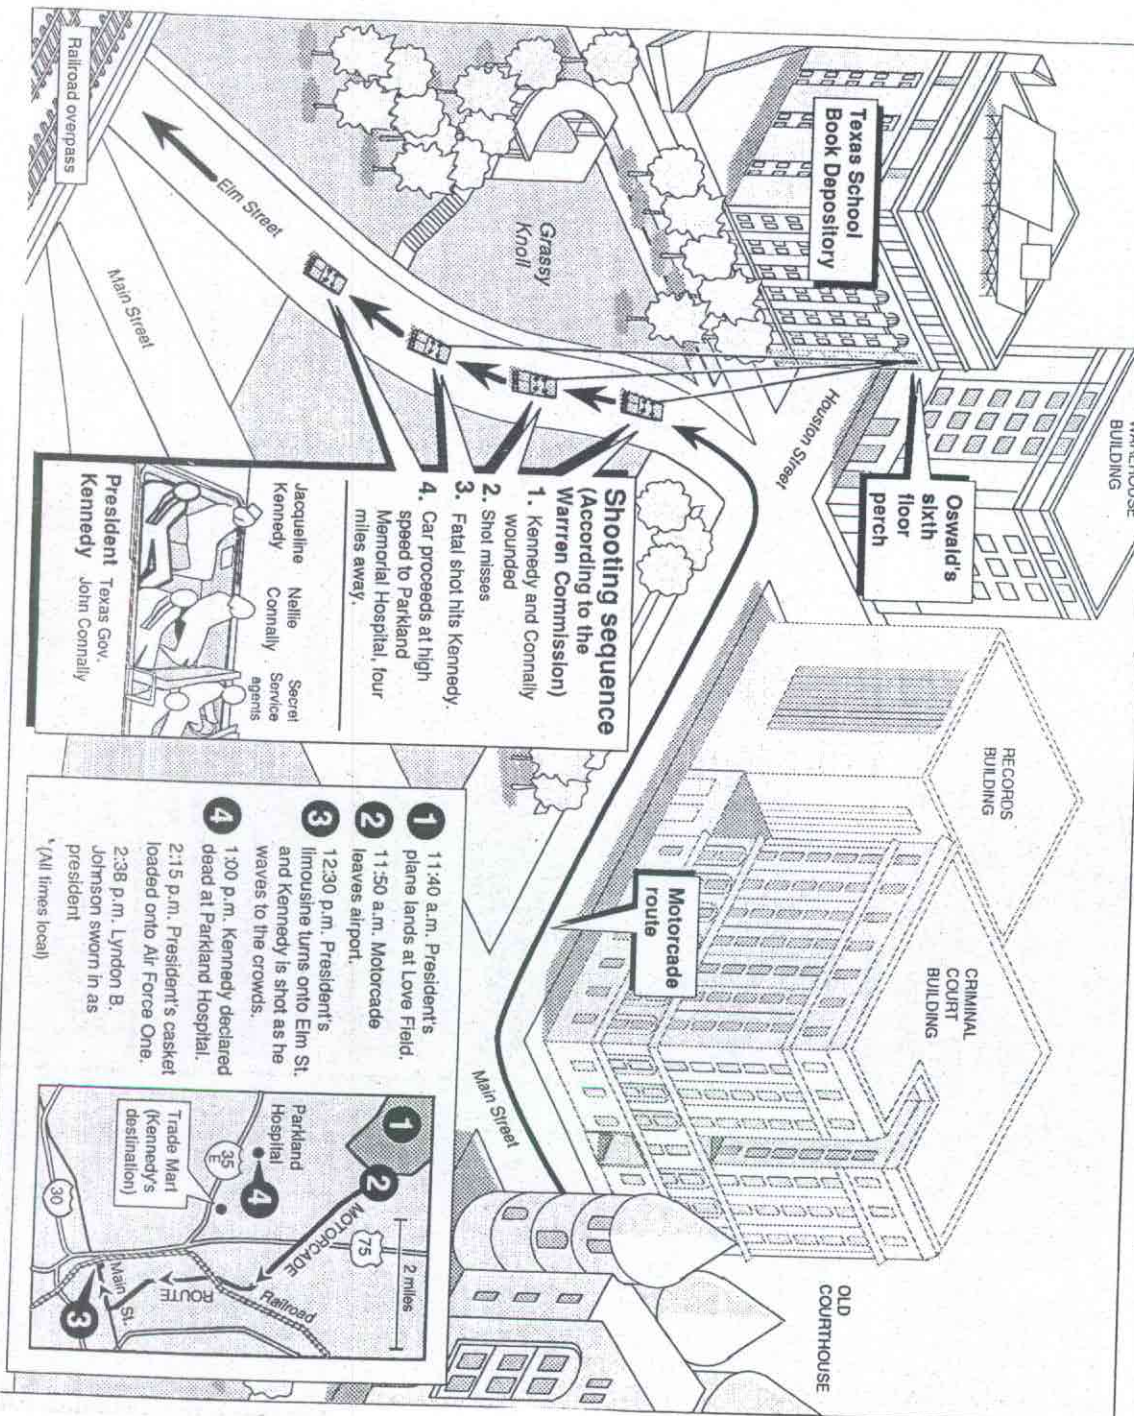 WAREHOUSE
BUILDING
RECORDS
BUILDING
CRIMINAL
COURT
BUILDING
OLD
COURTHOUSE
Texas School
Book Depository
Oswald's
sixth
floor
perch
Houston Street
Grassy
Knoll
Elm Street
Main Street
Railroad overpass
Motorcade
route
Main Street
Shooting sequence
(According to the
Warren Commission)
1. Kennedy and Connally
wounded
2. Shot misses
3. Fatal shot hits Kennedy.
4. Car proceeds at high
speed to Parkland
Memorial Hospital, four
miles away.
Jacqueline
Kennedy
Nellie
Connally
Secret
Service
agents
President
Kennedy
Texas Gov.
John Connally
1 11:40 a.m. President's
plane lands at Love Field.
2 11:50 a.m. Motorcade
leaves airport.
3 12:30 p.m. President's
limousine turns onto Elm St.
and Kennedy is shot as he
waves to the crowds.
4 1:00 p.m. Kennedy declared
dead at Parkland Hospital.
2:15 p.m. President's casket
loaded onto Air Force One.
2:38 p.m. Lyndon B.
Johnson sworn in as
president
*(All times local)
1
2
2 miles
75
MOTORCADE
ROUTE
Railroad
Parkland
Hospital
4
35
E
Trade Mart
(Kennedy's
destination)
30
Main St.
3